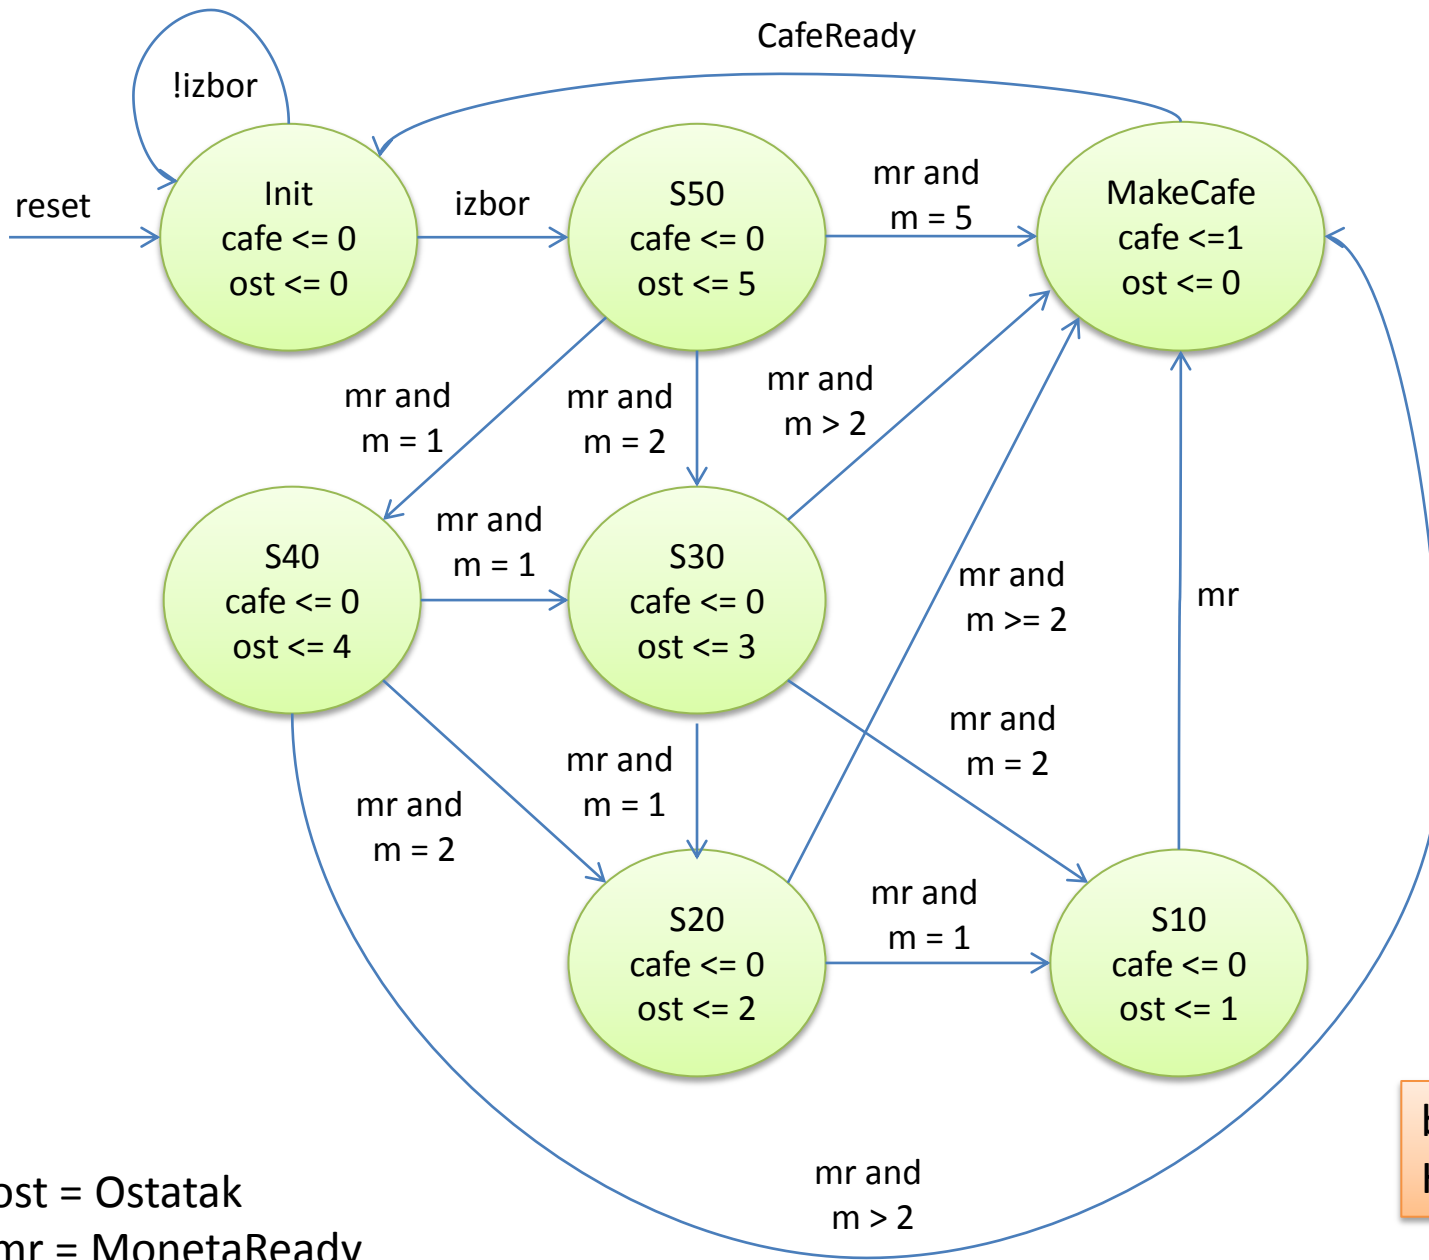 CafeReady
!izbor
reset
Init
cafe <= 0
ost <= 0
izbor
S50
cafe <= 0
ost <= 5
mr and
m = 5
MakeCafe
cafe <=1
ost <= 0
mr and
m = 1
mr and
m = 2
mr and
m > 2
S40
cafe <= 0
ost <= 4
mr and
m = 1
S30
cafe <= 0
ost <= 3
mr and
m >= 2
mr
mr and
m = 2
mr and
m = 1
mr and
m = 2
S20
cafe <= 0
ost <= 2
mr and
m = 1
S10
cafe <= 0
ost <= 1
mr and
m > 2
ost = Ostatak
mr = MonetaReady